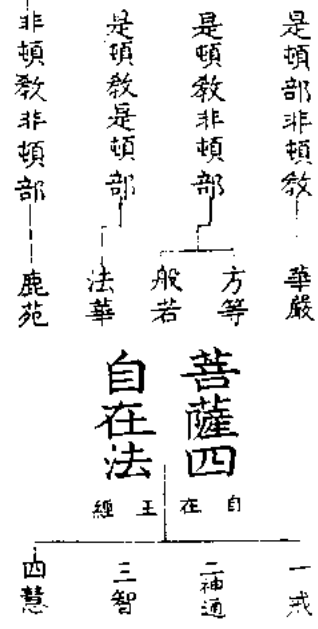 是頓部非頓教
是頓教非頓部
是頓教是頓部
非頓教非頓部
華嚴
方等
般若
法華
鹿苑
菩薩四
自在法
自在王經
一戒
二神通
三智
四慧